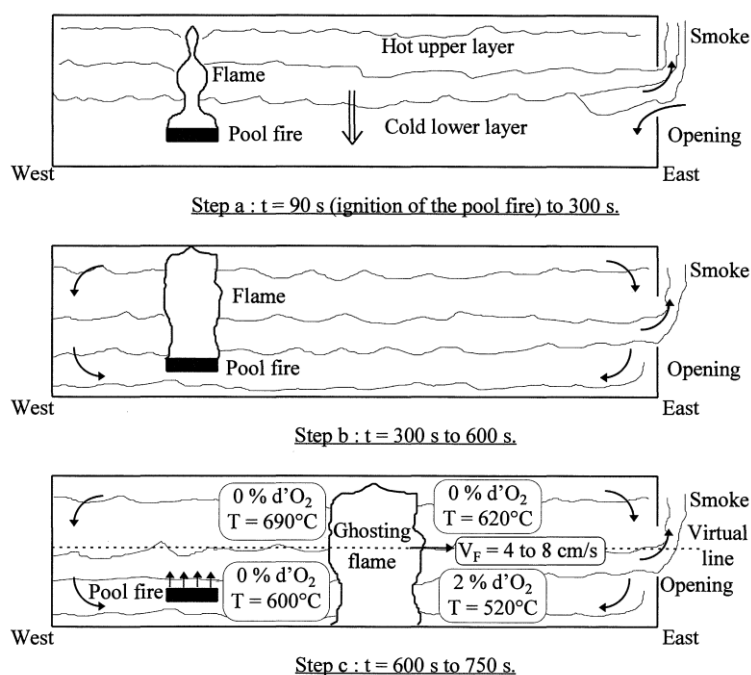 Hot upper layer
Smoke
Flame
Pool fire
Cold lower layer
Opening
West
East
Step a : t = 90 s (ignition of the pool fire) to 300 s.
Smoke
Flame
Pool fire
Opening
West
East
Step b : t = 300 s to 600 s.
0 % d'O2
T = 690°C
Ghosting
flame
0 % d'O2
T = 620°C
Smoke
Virtual
line
VF = 4 to 8 cm/s
Pool fire
0 % d'O2
T = 600°C
2 % d'O2
T = 520°C
Opening
West
East
Step c : t = 600 s to 750 s.